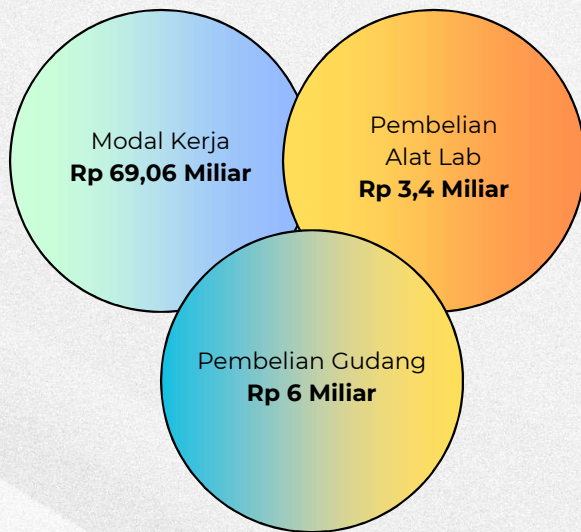 Modal Kerja
Rp 69,06 Miliar
Pembelian
Alat Lab
Rp 3,4 Miliar
Pembelian Gudang
Rp 6 Miliar